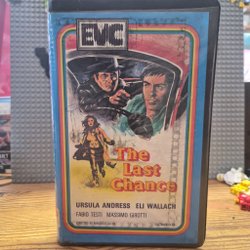 EVC
The Last Chance
URSULA ANDRESS ELI WALLACH
FABIO TESTI MASSIMO GIROTTI